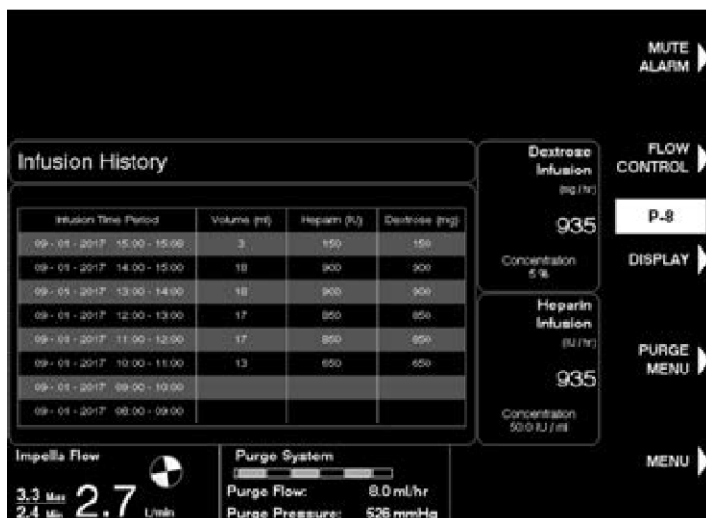 MUTE
ALARM
Infusion History
Dextrose
Infusion
(mg / hr)
935
Concentration
5 %
FLOW
CONTROL
P-8
DISPLAY
Infusion Time Period Volume (ml) Heparin (IU) Dextrose (mg)
09 - 01 - 2017 15:00 - 15:08 3 150 150
09 - 01 - 2017 14:00 - 15:00 18 900 900
09 - 01 - 2017 13:00 - 14:00 18 900 900
09 - 01 - 2017 12:00 - 13:00 17 850 850
09 - 01 - 2017 11:00 - 12:00 17 850 850
09 - 01 - 2017 10:00 - 11:00 13 650 650
09 - 01 - 2017 09:00 - 10:00
09 - 01 - 2017 08:00 - 09:00
Heparin
Infusion
(IU / hr)
935
Concentration
50.0 IU / ml
PURGE
MENU
MENU
Impella Flow
3.3 Max
2.4 Min
2.7 L/min
Purge System
Purge Flow: 8.0 ml/hr
Purge Pressure: 526 mmHg